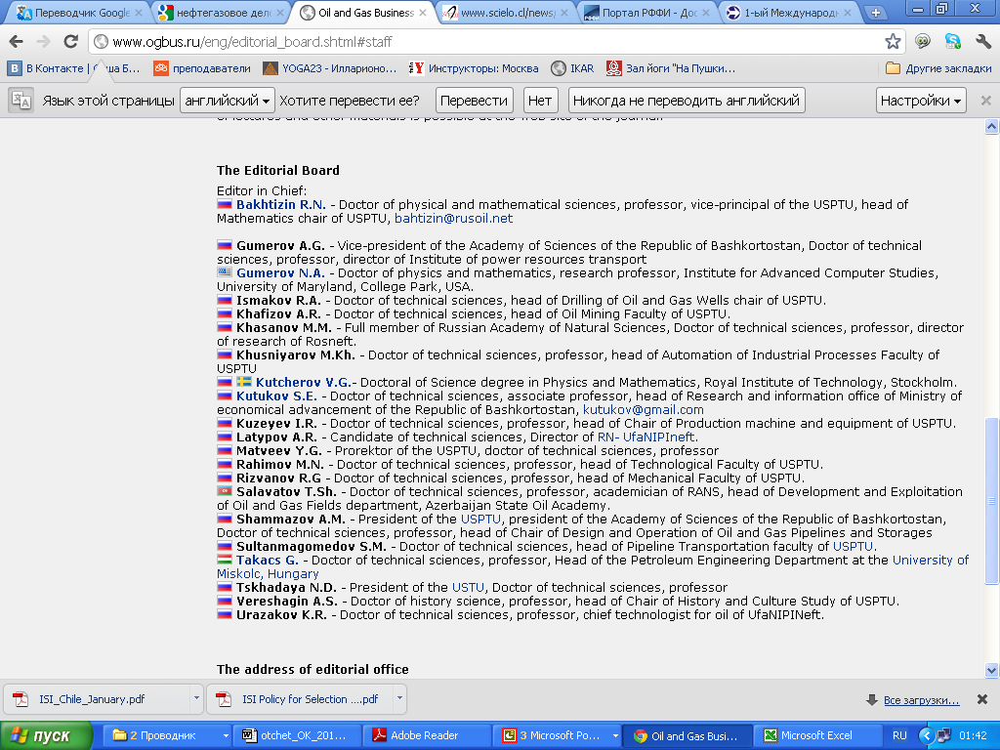 Переводчик Google
нефтегазовое дел
Oil and Gas Business
www.scielo.cl/news/
Портал РФФИ - Дос
1-ый Международн
www.ogbus.ru/eng/editorial_board.shtml#staff
В Контакте | Саша Б...
преподаватели
YOGA23 - Илларионо...
Инструкторы: Москва
IKAR
Зал йоги "На Пушки...
Другие закладки
Язык этой страницы английский Хотите перевести ее? Перевести Нет Никогда не переводить английский Настройки
of lectures and other materials is possible at the web site of the journal.
The Editorial Board
Editor in Chief:
Bakhtizin R.N. - Doctor of physical and mathematical sciences, professor, vice-principal of the USPTU, head of
Mathematics chair of USPTU, bahtizin@rusoil.net
Gumerov A.G. - Vice-president of the Academy of Sciences of the Republic of Bashkortostan, Doctor of technical
sciences, professor, director of Institute of power resources transport
Gumerov N.A. - Doctor of physics and mathematics, research professor, Institute for Advanced Computer Studies,
University of Maryland, College Park, USA.
Ismakov R.A. - Doctor of technical sciences, head of Drilling of Oil and Gas Wells chair of USPTU.
Khafizov A.R. - Doctor of technical sciences, head of Oil Mining Faculty of USPTU.
Khasanov M.M. - Full member of Russian Academy of Natural Sciences, Doctor of technical sciences, professor, director
of research of Rosneft.
Khusniyarov M.Kh. - Doctor of technical sciences, professor, head of Automation of Industrial Processes Faculty of
USPTU
Kutcherov V.G.- Doctoral of Science degree in Physics and Mathematics, Royal Institute of Technology, Stockholm.
Kutukov S.E. - Doctor of technical sciences, associate professor, head of Research and information office of Ministry of
economical advancement of the Republic of Bashkortostan, kutukov@gmail.com
Kuzeyev I.R. - Doctor of technical sciences, professor, head of Chair of Production machine and equipment of USPTU.
Latypov A.R. - Candidate of technical sciences, Director of RN- UfaNIPIneft.
Matveev Y.G. - Prorektor of the USPTU, doctor of technical sciences, professor
Rahimov M.N. - Doctor of technical sciences, professor, head of Technological Faculty of USPTU.
Rizvanov R.G - Doctor of technical sciences, professor, head of Mechanical Faculty of USPTU.
Salavatov T.Sh. - Doctor of technical sciences, professor, academician of RANS, head of Development and Exploitation
of Oil and Gas Fields department, Azerbaijan State Oil Academy.
Shammazov A.M. - President of the USPTU, president of the Academy of Sciences of the Republic of Bashkortostan,
Doctor of technical sciences, professor, head of Chair of Design and Operation of Oil and Gas Pipelines and Storages
Sultanmagomedov S.M. - Doctor of technical sciences, head of Pipeline Transportation faculty of USPTU.
Takacs G. - Doctor of technical sciences, professor, Head of the Petroleum Engineering Department at the University of
Miskolc, Hungary
Tskhadaya N.D. - President of the USTU, Doctor of technical sciences, professor
Vereshagin A.S. - Doctor of history science, professor, head of Chair of History and Culture Study of USPTU.
Urazakov K.R. - Doctor of technical sciences, professor, chief technologist for oil of UfaNIPINeft.
The address of editorial office
ISI_Chile_January.pdf
ISI Policy for Selection ....pdf
Все загрузки...
пуск
2 Проводник
otchet_OK_201...
Adobe Reader
3 Microsoft Po...
Oil and Gas Busi...
Microsoft Excel
RU
01:42